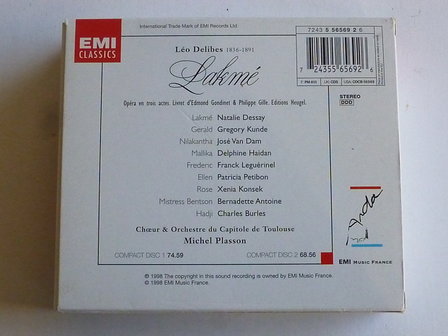 International Trade Mark of EMI Records Ltd.
EMI
CLASSICS
7243 5 56569 2 6
Léo Delibes 1836-1891
Lakmé
7 24355 65692 6
Opéra en trois actes. Livret d'Edmond Gondinet & Philippe Gille. Editions Heugel.
STEREO
DDD
Lakmé Natalie Dessay
Gerald Gregory Kunde
Nilakantha José Van Dam
Mallika Delphine Haidan
Frederic Franck Leguérinel
Ellen Patricia Petibon
Rose Xenia Konsek
Mistress Bentson Bernadette Antoine
Hadji Charles Burles
Chœur & Orchestre du Capitole de Toulouse
Michel Plasson
COMPACT DISC 1 74.59
COMPACT DISC 2 68.56
EMI MUSIC FRANCE
℗ 1998 The copyright in this sound recording is owned by EMI Music France.
© 1998 EMI Music France.